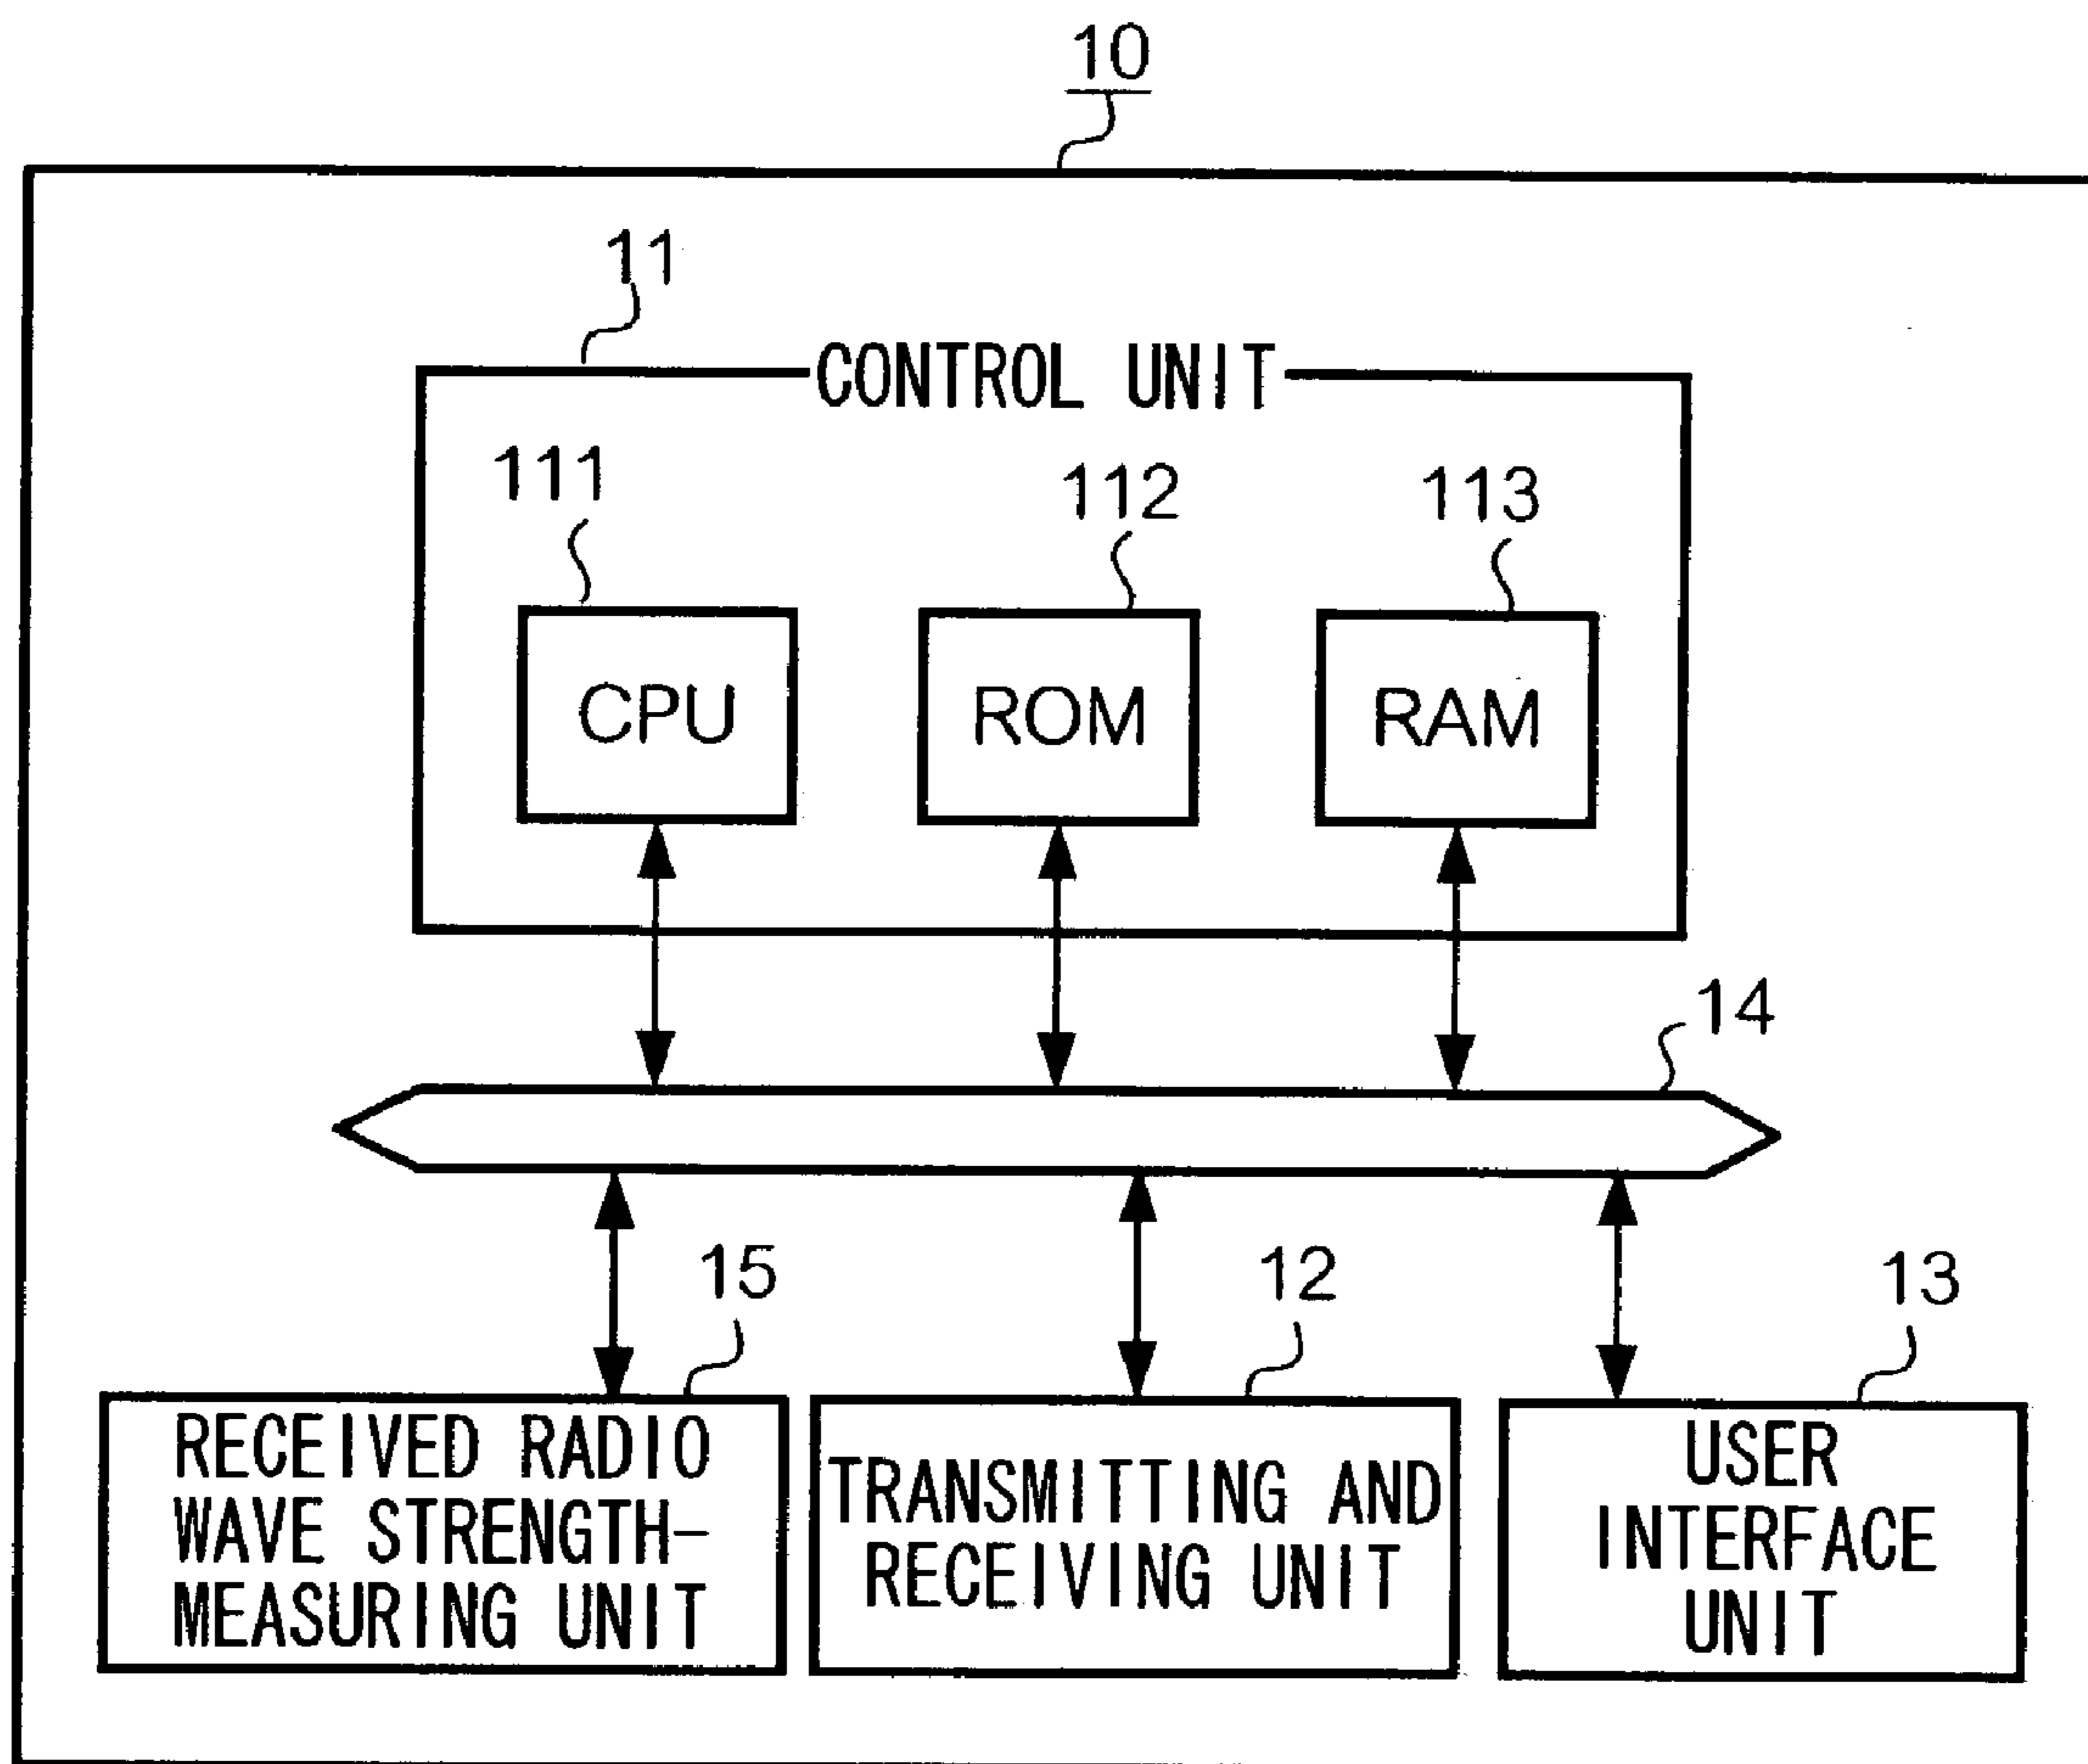 10
11
CONTROL UNIT
111
112
113
CPU
ROM
RAM
14
15
12
13
RECEIVED RADIO
WAVE STRENGTH-
MEASURING UNIT
TRANSMITTING AND
RECEIVING UNIT
USER
INTERFACE
UNIT